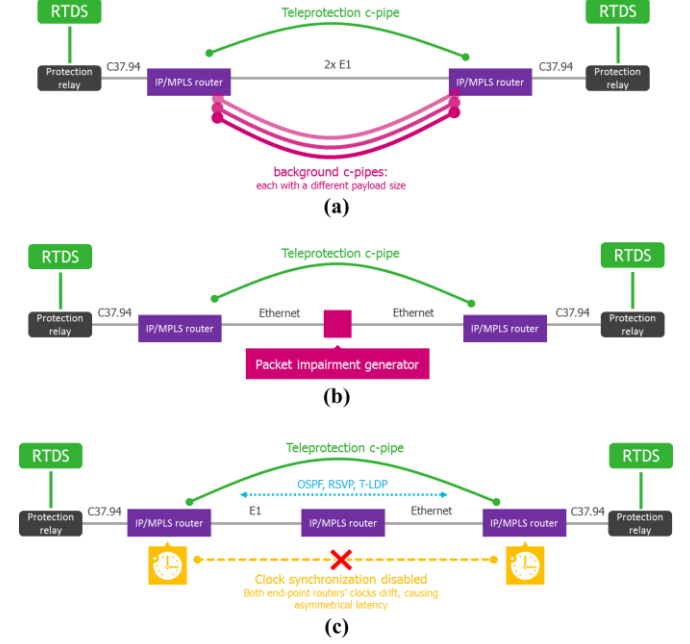 RTDS
RTDS
Teleprotection c-pipe
Protection relay
C37.94
IP/MPLS router
2x E1
IP/MPLS router
C37.94
Protection relay
background c-pipes:
each with a different payload size
(a)
RTDS
RTDS
Teleprotection c-pipe
Protection relay
C37.94
IP/MPLS router
Ethernet
Ethernet
IP/MPLS router
C37.94
Protection relay
Packet impairment generator
(b)
RTDS
RTDS
Teleprotection c-pipe
OSPF, RSVP, T-LDP
Protection relay
C37.94
IP/MPLS router
E1
IP/MPLS router
Ethernet
IP/MPLS router
C37.94
Protection relay
Clock synchronization disabled
Both end-point routers' clocks drift, causing
asymmetrical latency
(c)